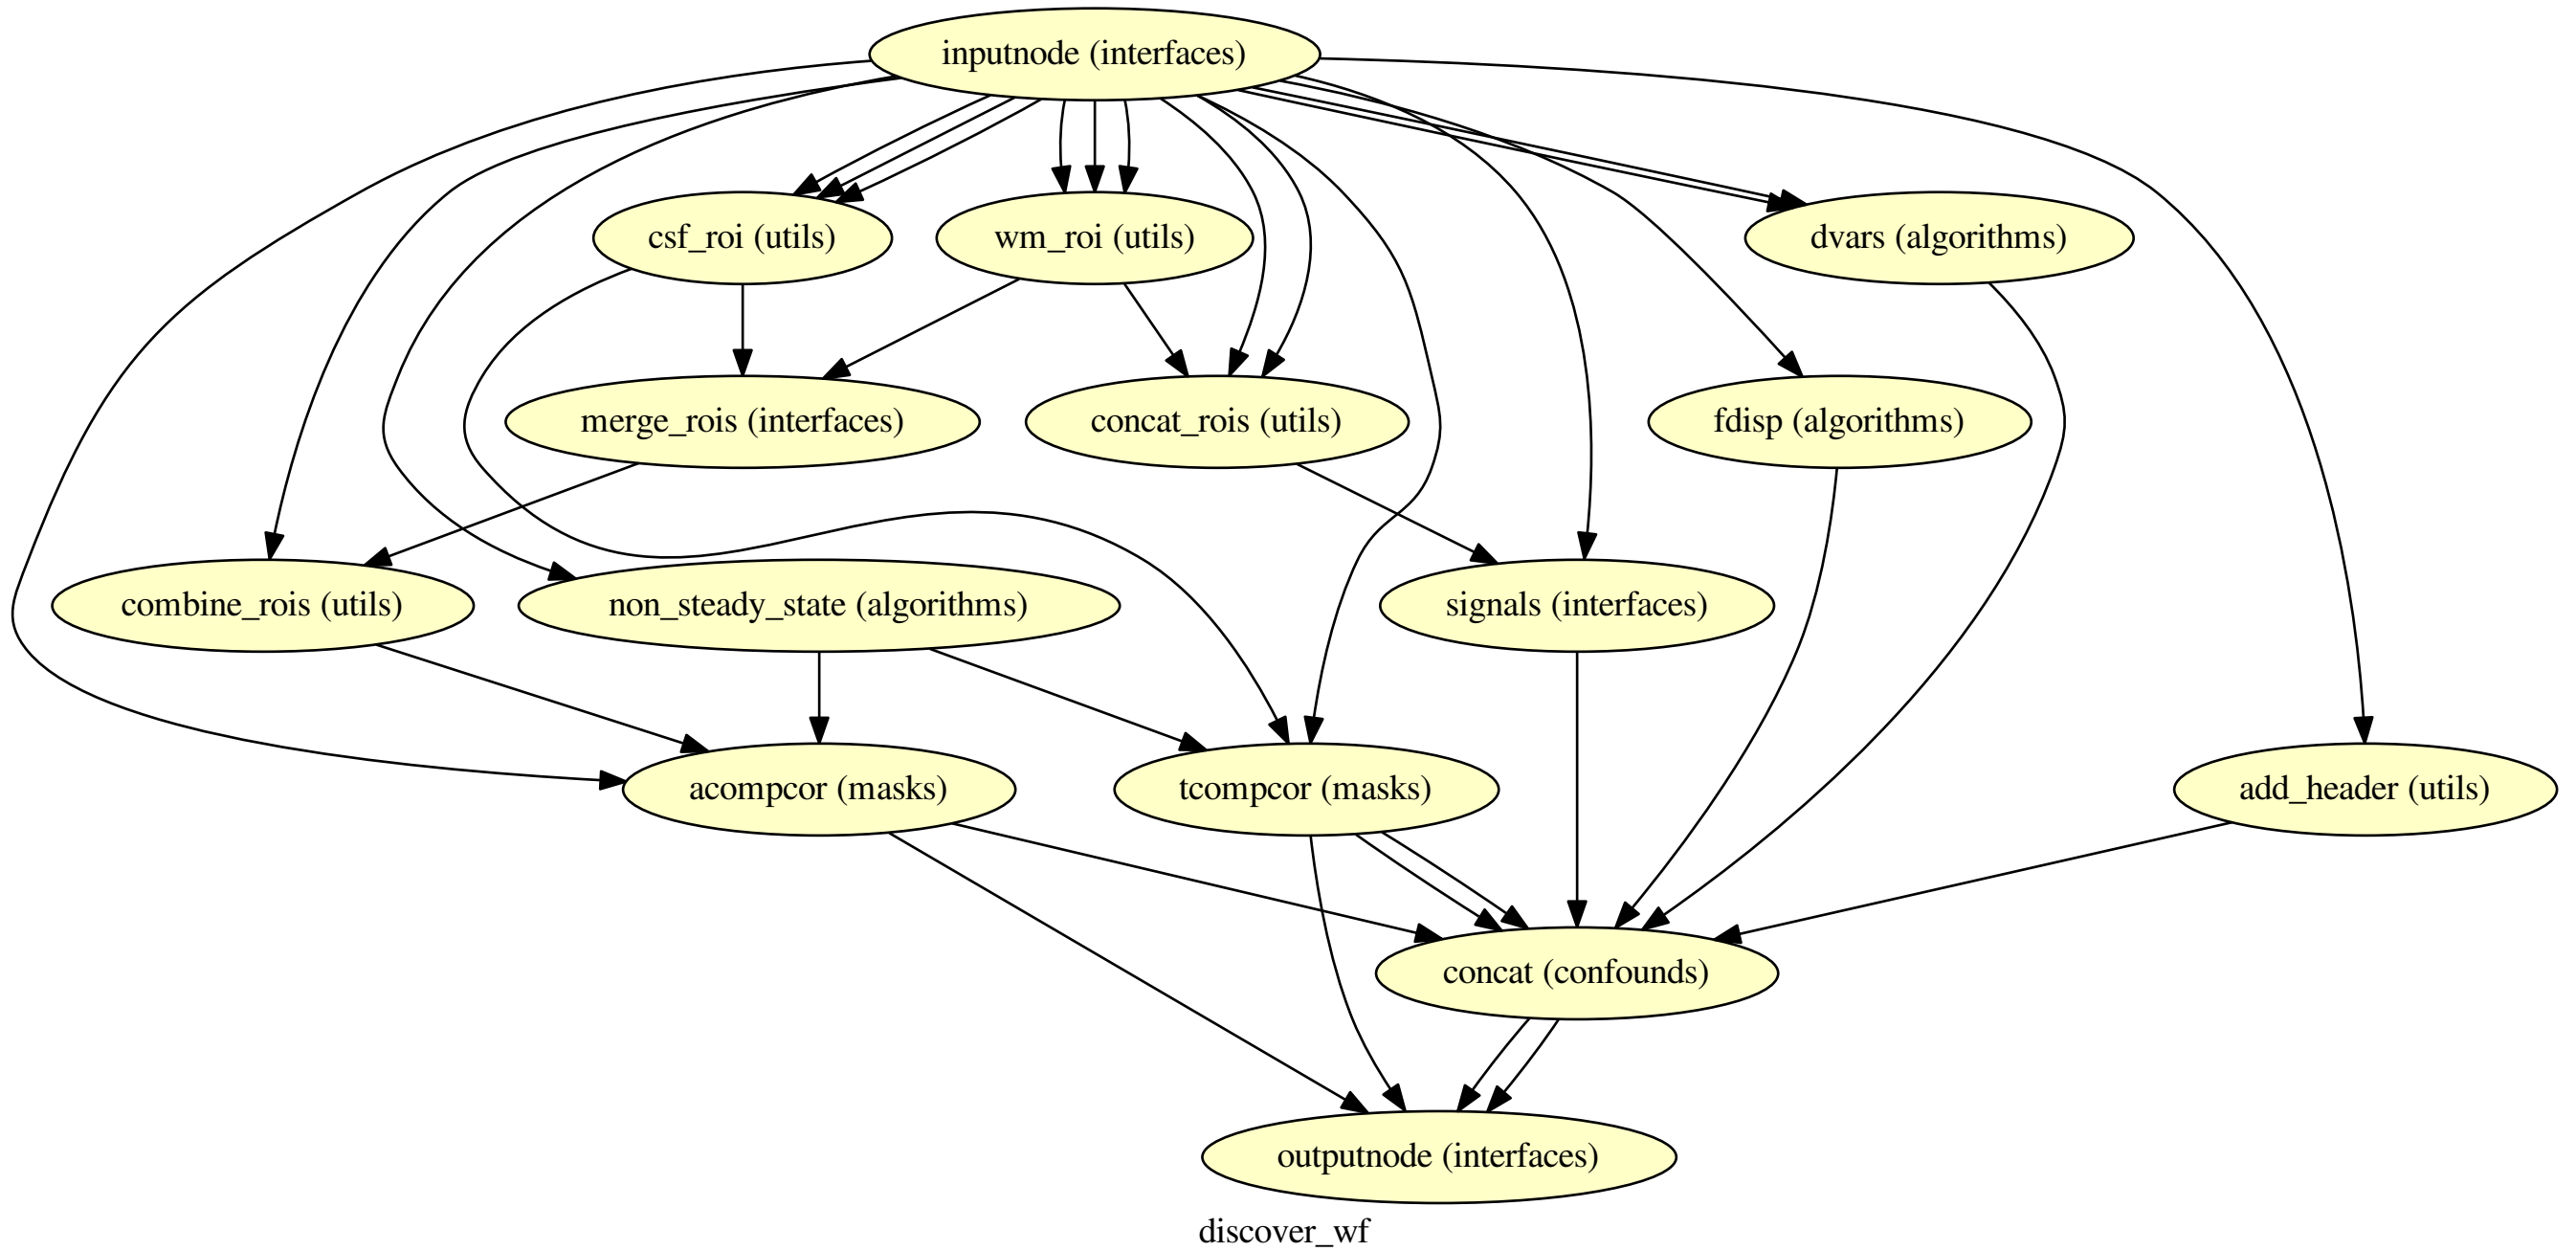 inputnode (interfaces)
csf_roi (utils)
wm_roi (utils)
dvars (algorithms)
merge_rois (interfaces)
concat_rois (utils)
fdisp (algorithms)
combine_rois (utils)
non_steady_state (algorithms)
signals (interfaces)
acompcor (masks)
tcompcor (masks)
add_header (utils)
concat (confounds)
outputnode (interfaces)
discover_wf